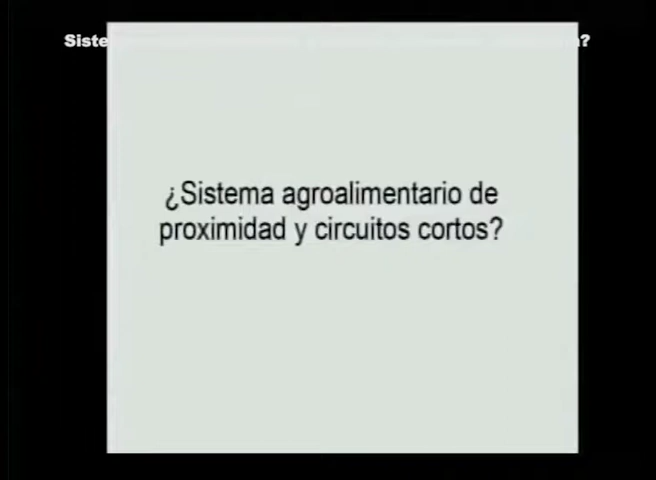 ¿Sistema agroalimentario de
proximidad y circuitos cortos?